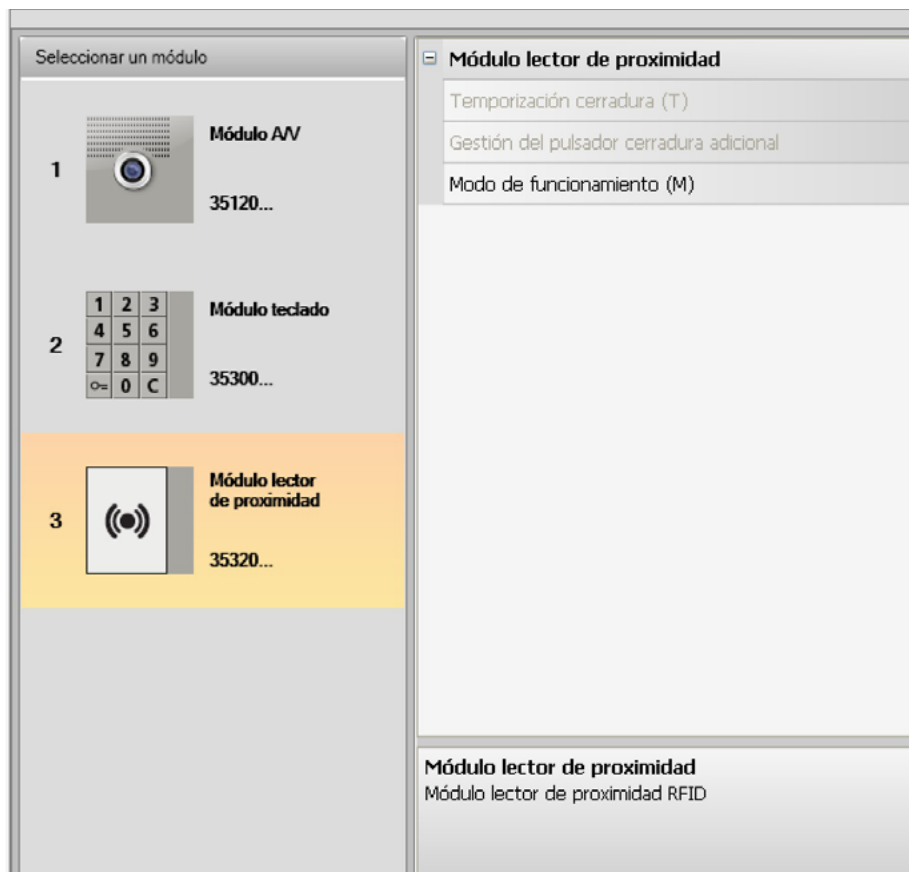 Seleccionar un módulo
1
Módulo A/V
35120...
2
1 2 3
4 5 6
7 8 9
0 C
Módulo teclado
35300...
3
Módulo lector
de proximidad
35320...
Módulo lector de proximidad
Temporización cerradura (T)
Gestión del pulsador cerradura adicional
Modo de funcionamiento (M)
Módulo lector de proximidad
Módulo lector de proximidad RFID